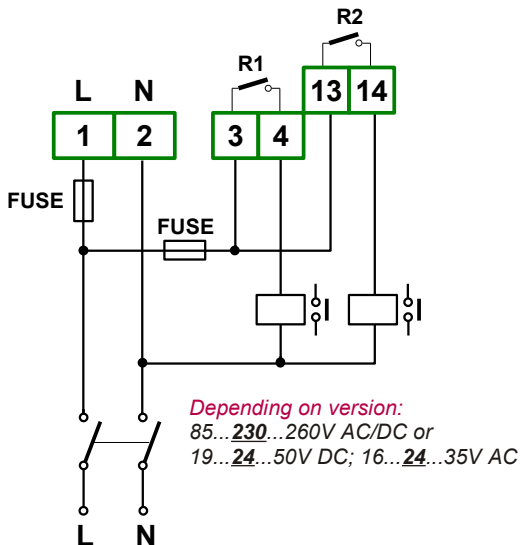 R2
R1
L N
13 14
1 2 3 4
FUSE
FUSE
Depending on version:
85...230...260V AC/DC or
19...24...50V DC; 16...24...35V AC
L N